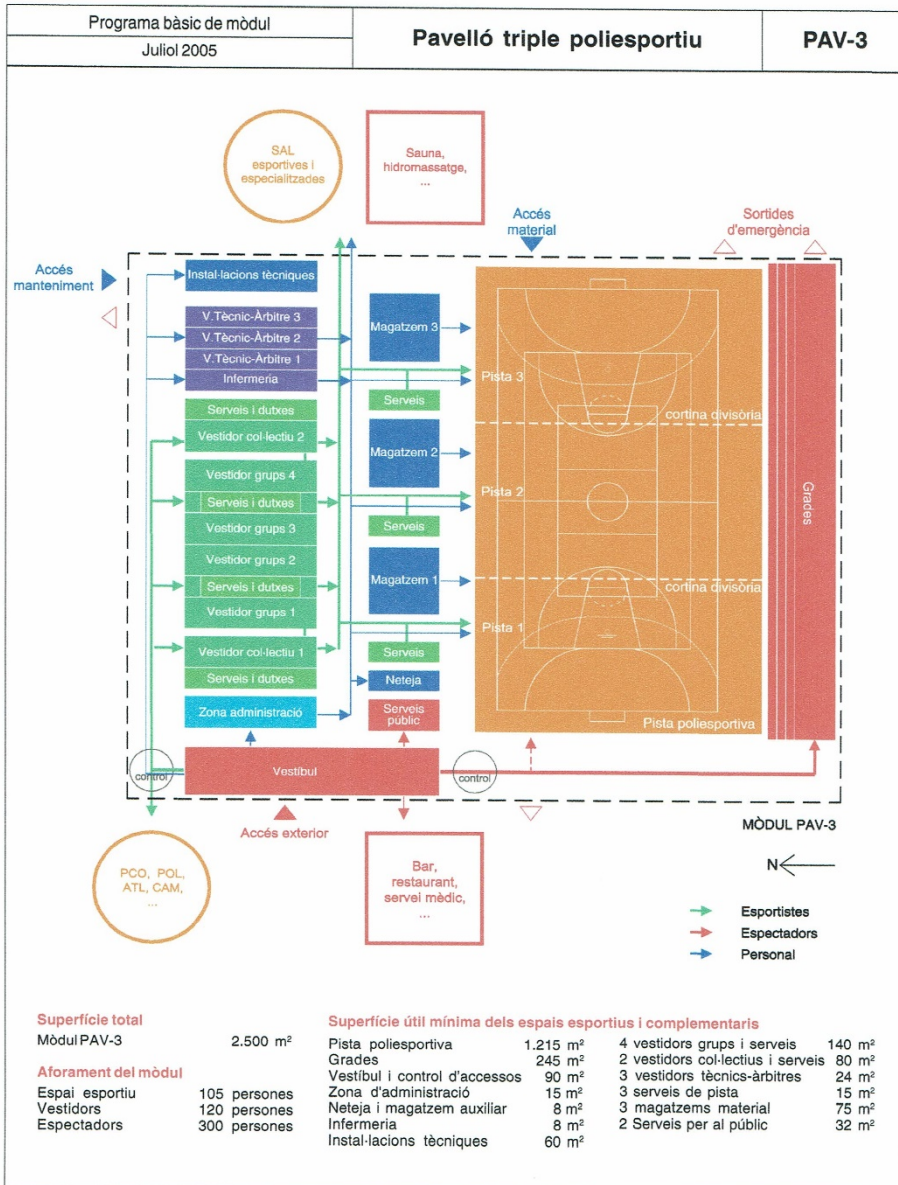 Programa bàsic de mòdul
Juliol 2005
Pavelló triple poliesportiu
PAV-3
SAL
esportives i
especialitzades
Sauna,
hidromassatge,
...
Accés
material
Sortides
d'emergència
Accés
manteniment
Instal·lacions tècniques
V.Tècnic-Àrbitre 3
V.Tècnic-Àrbitre 2
V.Tècnic-Àrbitre 1
Infermeria
Serveis i dutxes
Vestidor col·lectiu 2
Vestidor grups 4
Serveis i dutxes
Vestidor grups 3
Vestidor grups 2
Serveis i dutxes
Vestidor grups 1
Vestidor col·lectiu 1
Serveis i dutxes
Zona administració
Magatzem 3
Serveis
Magatzem 2
Serveis
Magatzem 1
Serveis
Neteja
Serveis
públic
Pista 3
cortina divisòria
Pista 2
cortina divisòria
Pista 1
Pista poliesportiva
Grades
control
Vestíbul
control
Accés exterior
MÒDUL PAV-3
PCO, POL,
ATL, CAM,
...
Bar,
restaurant,
servei mèdic,
...
N
Esportistes
Espectadors
Personal
Superfície total
Mòdul PAV-3 2.500 m²
Aforament del mòdul
Espai esportiu 105 persones
Vestidors 120 persones
Espectadors 300 persones
Superfície útil mínima dels espais esportius i complementaris
Pista poliesportiva 1.215 m²
Grades 245 m²
Vestíbul i control d'accessos 90 m²
Zona d'administració 15 m²
Neteja i magatzem auxiliar 8 m²
Infermeria 8 m²
Instal·lacions tècniques 60 m²
4 vestidors grups i serveis 140 m²
2 vestidors col·lectius i serveis 80 m²
3 vestidors tècnics-àrbitres 24 m²
3 serveis de pista 15 m²
3 magatzems material 75 m²
2 Serveis per al públic 32 m²